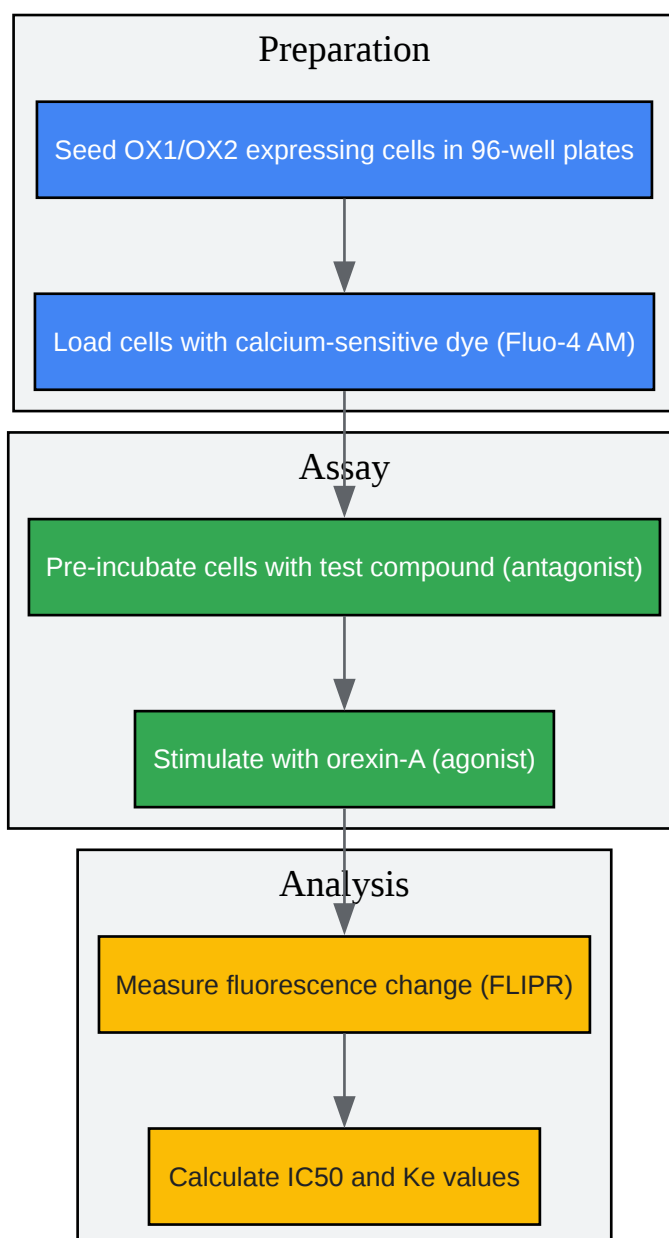 Preparation
Seed OX1/OX2 expressing cells in 96-well plates
Load cells with calcium-sensitive dye (Fluo-4 AM)
Assay
Pre-incubate cells with test compound (antagonist)
Stimulate with orexin-A (agonist)
Analysis
Measure fluorescence change (FLIPR)
Calculate IC50 and Ke values